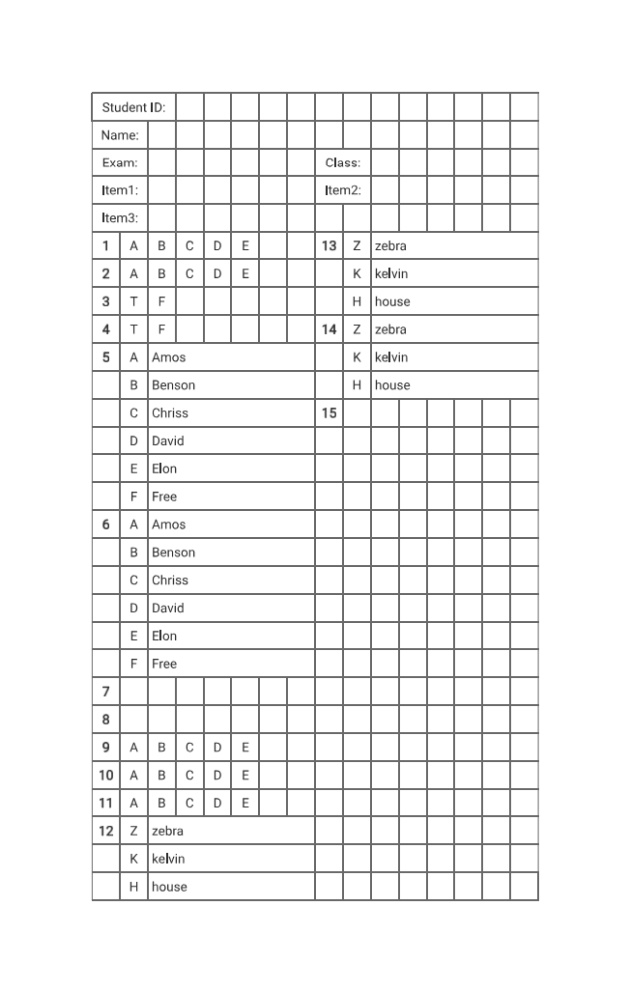 Student ID:
Name:
Exam: Class:
Item1: Item2:
Item3:
1 A B C D E
2 A B C D E
3 T F
4 T F
5 A Amos
B Benson
C Chriss
D David
E Elon
F Free
6 A Amos
B Benson
C Chriss
D David
E Elon
F Free
7
8
9 A B C D E
10 A B C D E
11 A B C D E
12 Z zebra
K kelvin
H house
13 Z zebra
K kelvin
H house
14 Z zebra
K kelvin
H house
15